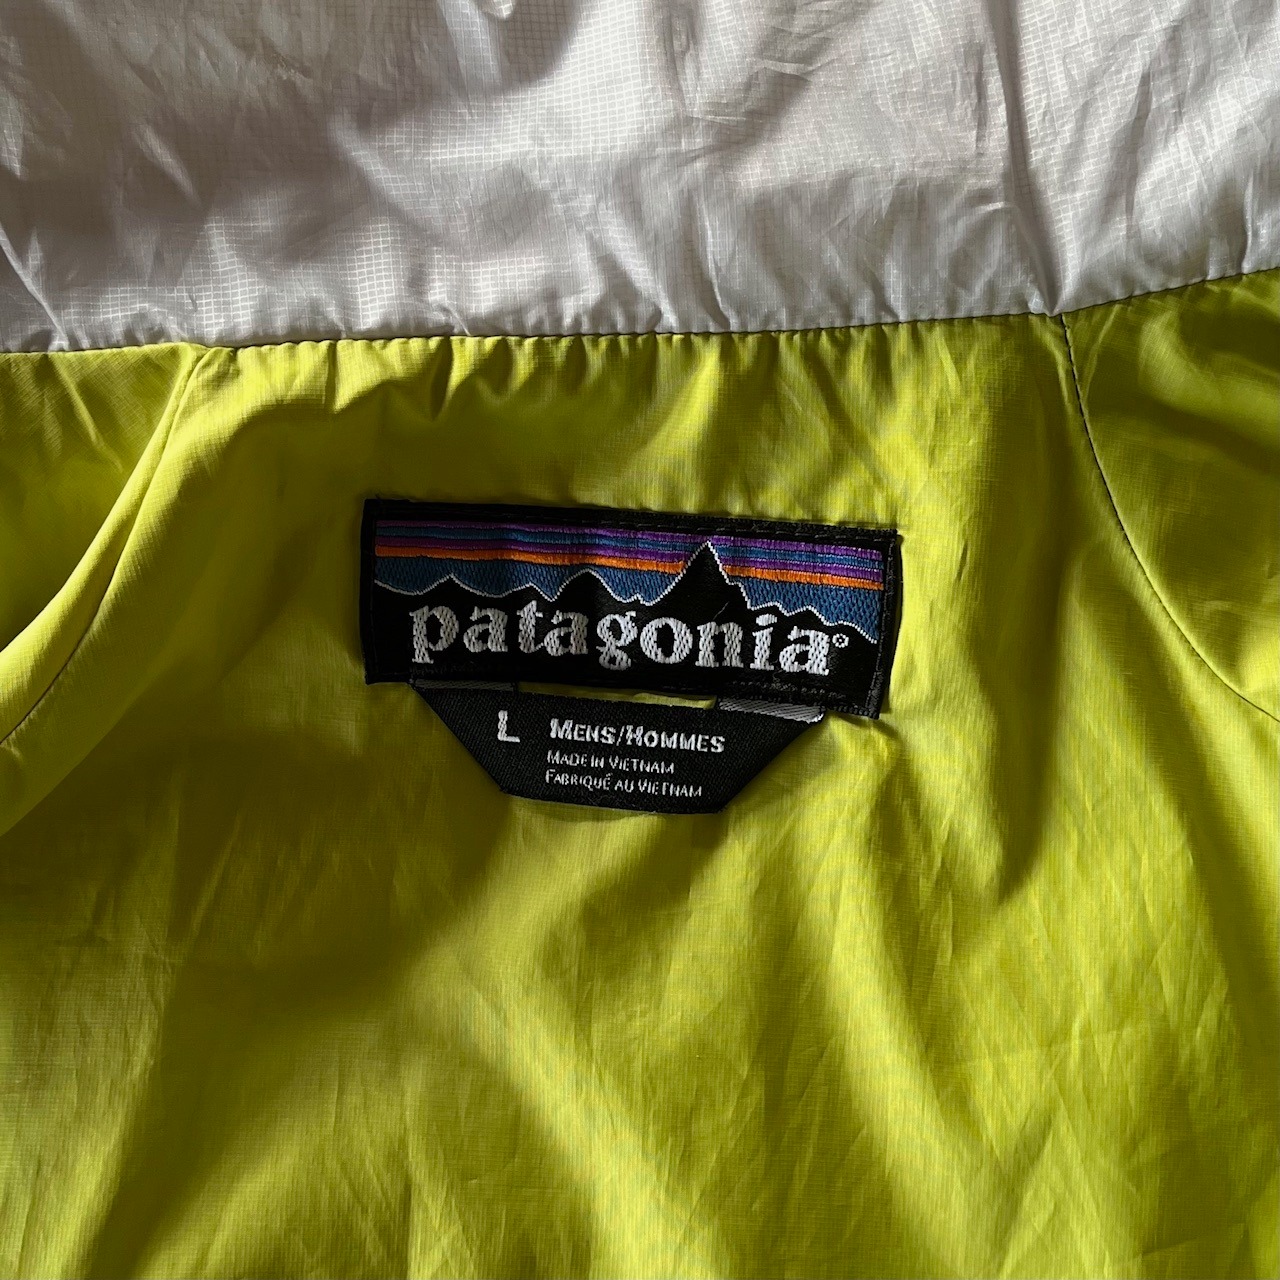 patagonia®
L MENS/HOMMES
MADE IN VIETNAM
FABRIQUÉ AU VIETNAM